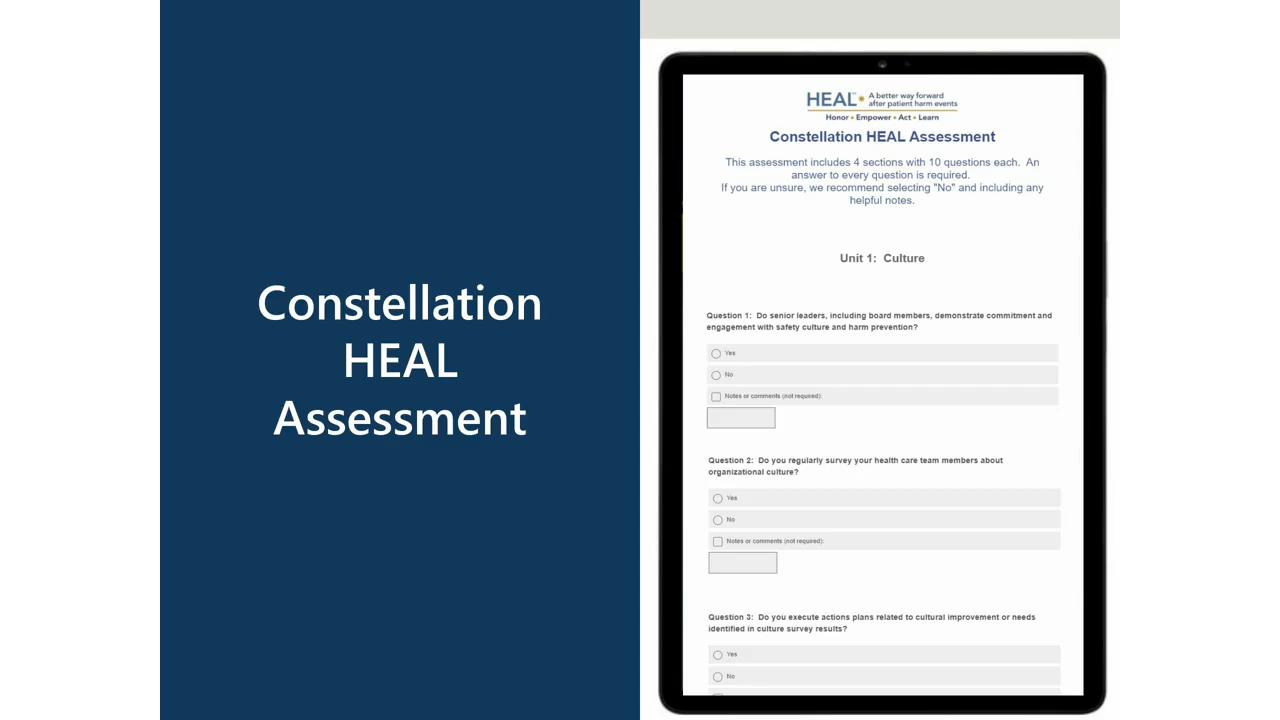 Constellation
HEAL
Assessment
HEAL™ A better way forward
after patient harm events
Honor • Empower • Act • Learn
Constellation HEAL Assessment
This assessment includes 4 sections with 10 questions each.  An
answer to every question is required.
If you are unsure, we recommend selecting "No" and including any
helpful notes.
Unit 1:  Culture
Question 1:  Do senior leaders, including board members, demonstrate commitment and
engagement with safety culture and harm prevention?
Yes
No
Notes or comments (not required):
Question 2:  Do you regularly survey your health care team members about
organizational culture?
Yes
No
Notes or comments (not required):
Question 3:  Do you execute actions plans related to cultural improvement or needs
identified in culture survey results?
Yes
No